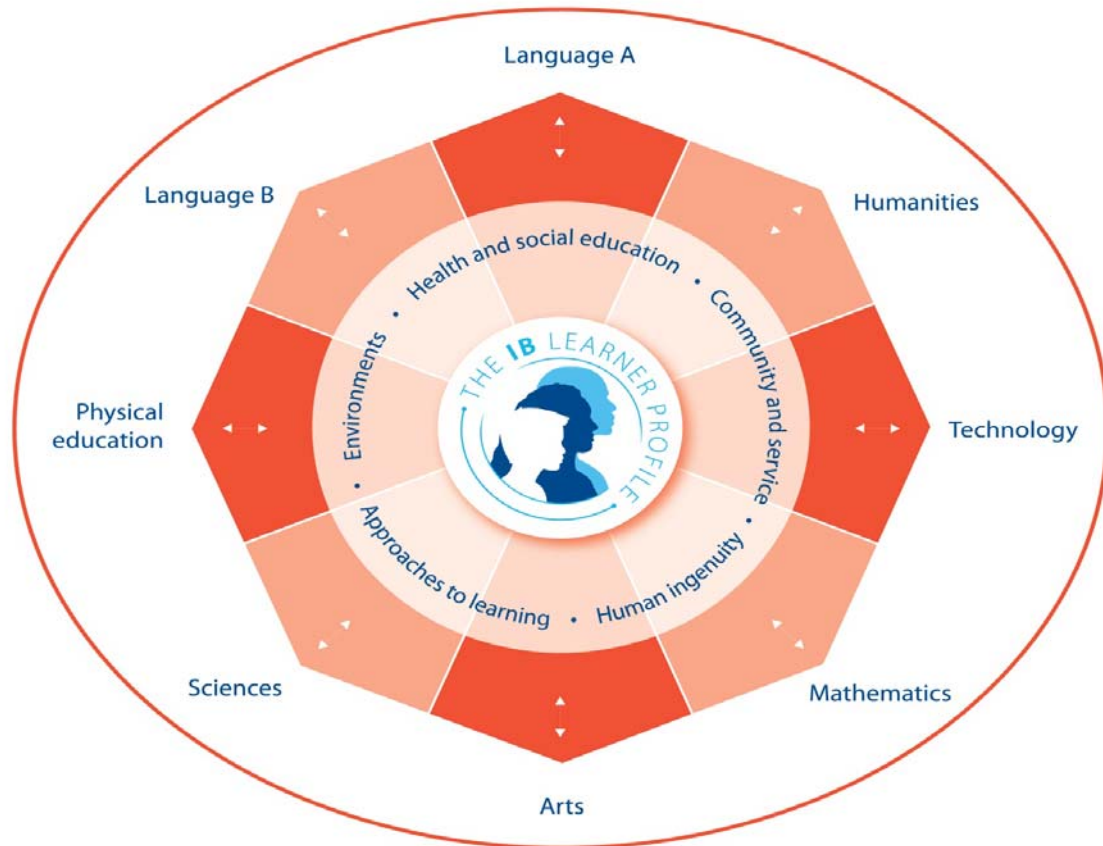 Language A
Language B
Humanities
Health and social education
•
Community and service
•
Environments
•
THE IB LEARNER PROFILE
Physical
education
Technology
•
Approaches to learning
•
Human ingenuity
Sciences
Mathematics
Arts